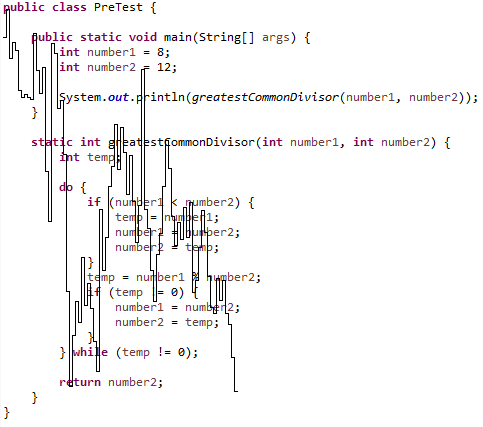 public class PreTest {
public static void main(String[] args) {
int number1 = 8;
int number2 = 12;
System.out.println(greatestCommonDivisor(number1, number2));
}
static int greatestCommonDivisor(int number1, int number2) {
int temp;
do {
if (number1 < number2) {
temp = number1;
number1 = number2;
number2 = temp;
}
temp = number1 % number2;
if (temp != 0) {
number1 = number2;
number2 = temp;
}
} while (temp != 0);
return number2;
}
}